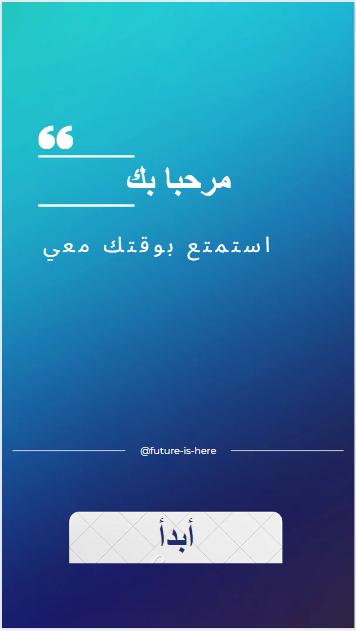 ❝
مرحبا بك
استمتع بوقتك معي
@future-is-here
أبدأ